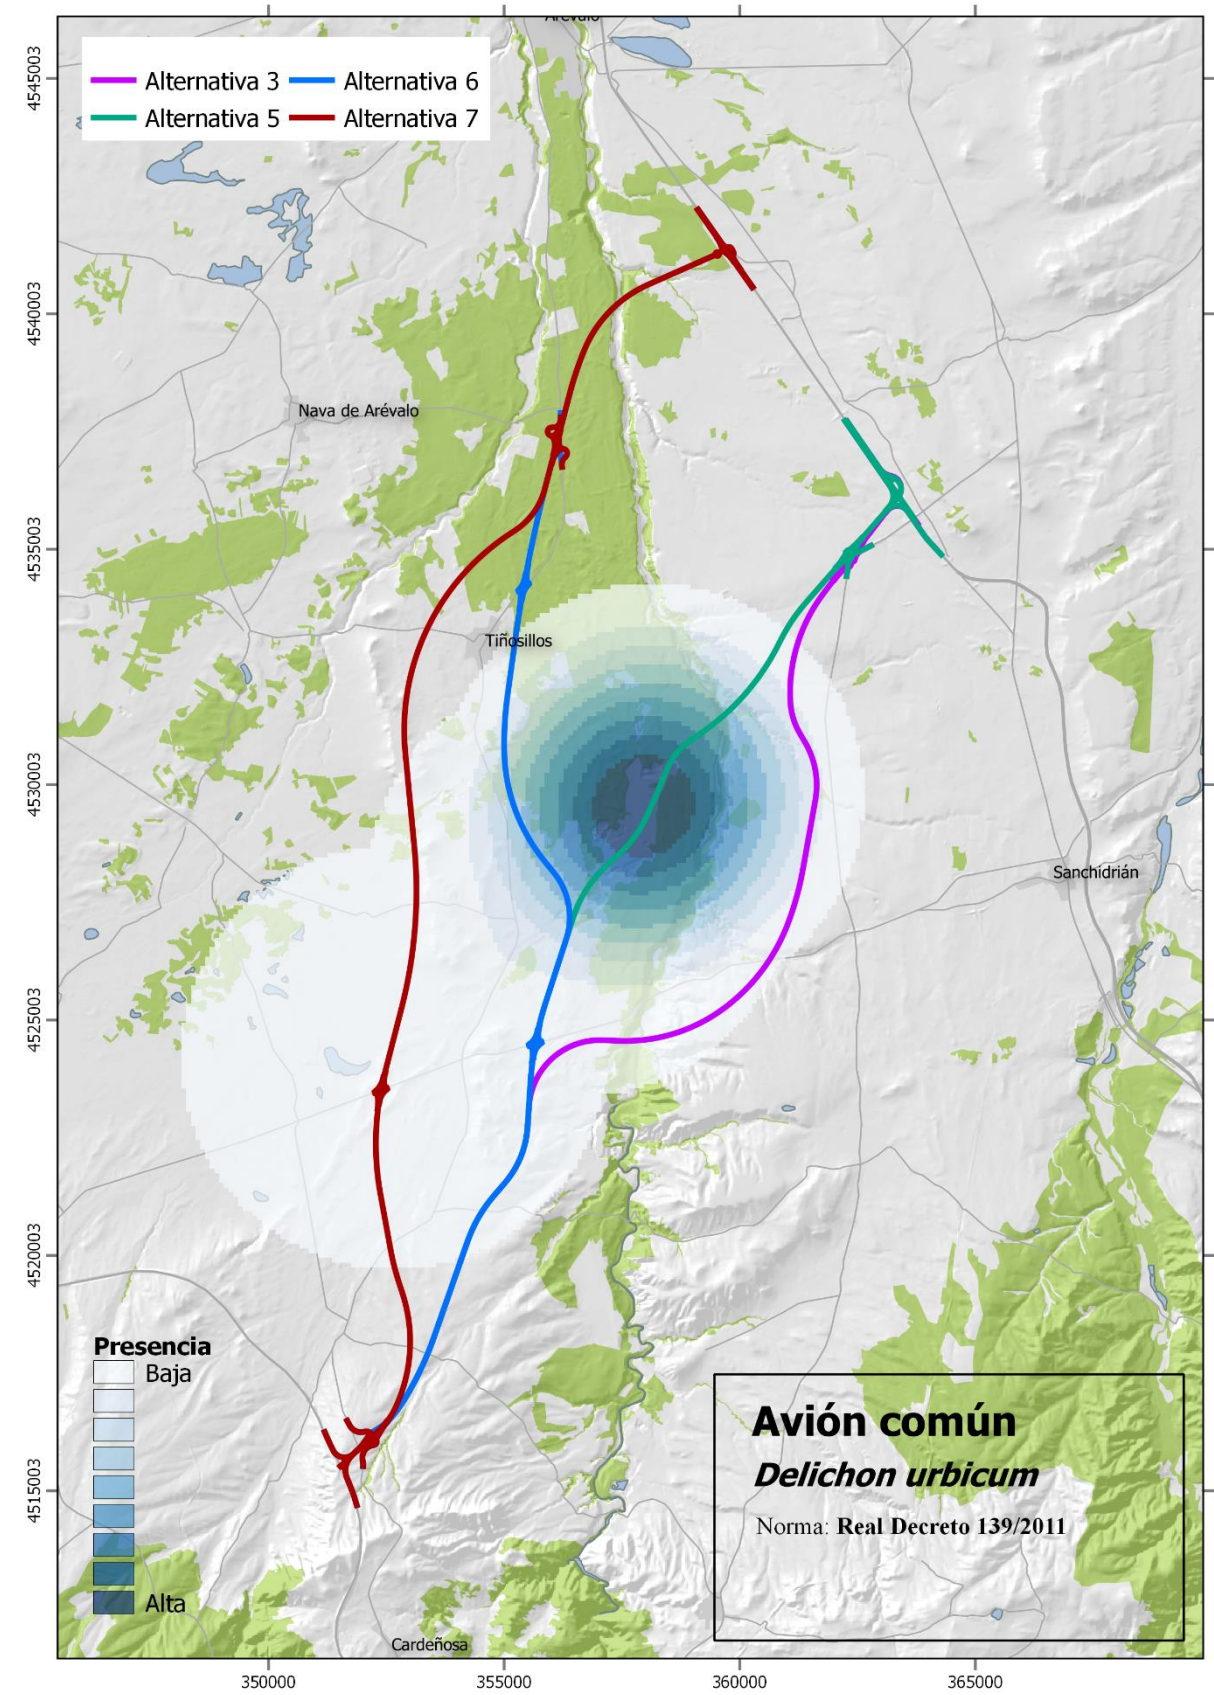 Arévalo
Alternativa 3
Alternativa 6
Alternativa 5
Alternativa 7
4545003
4540003
4535003
4530003
4525003
4520003
4515003
Nava de Arévalo
Tiñosillos
Sanchidrián
Cardeñosa
Presencia
Baja
Alta
Avión común
Delichon urbicum
Norma: Real Decreto 139/2011
350000
355000
360000
365000